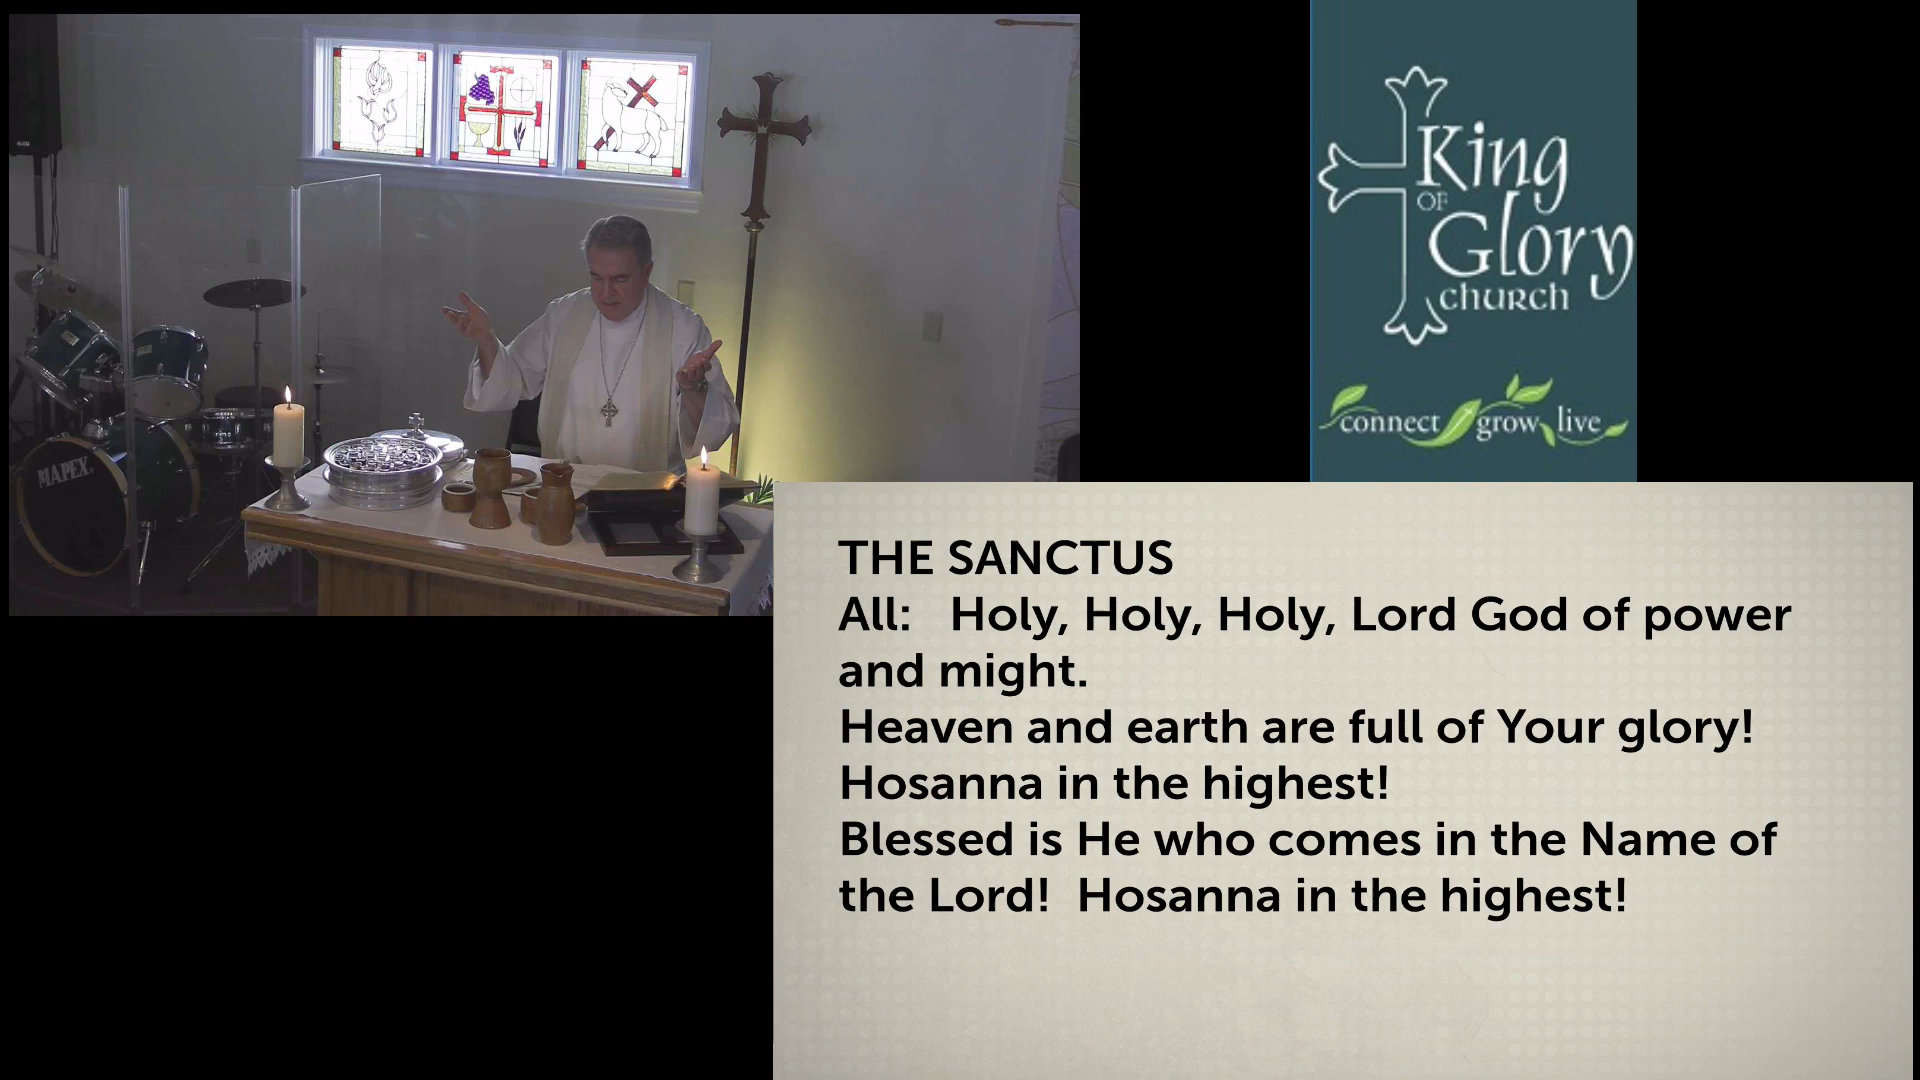 MAPEX
King
OF
Glory
CHURCH
connect grow live
THE SANCTUS
All:   Holy, Holy, Holy, Lord God of power
and might.
Heaven and earth are full of Your glory!
Hosanna in the highest!
Blessed is He who comes in the Name of
the Lord!  Hosanna in the highest!